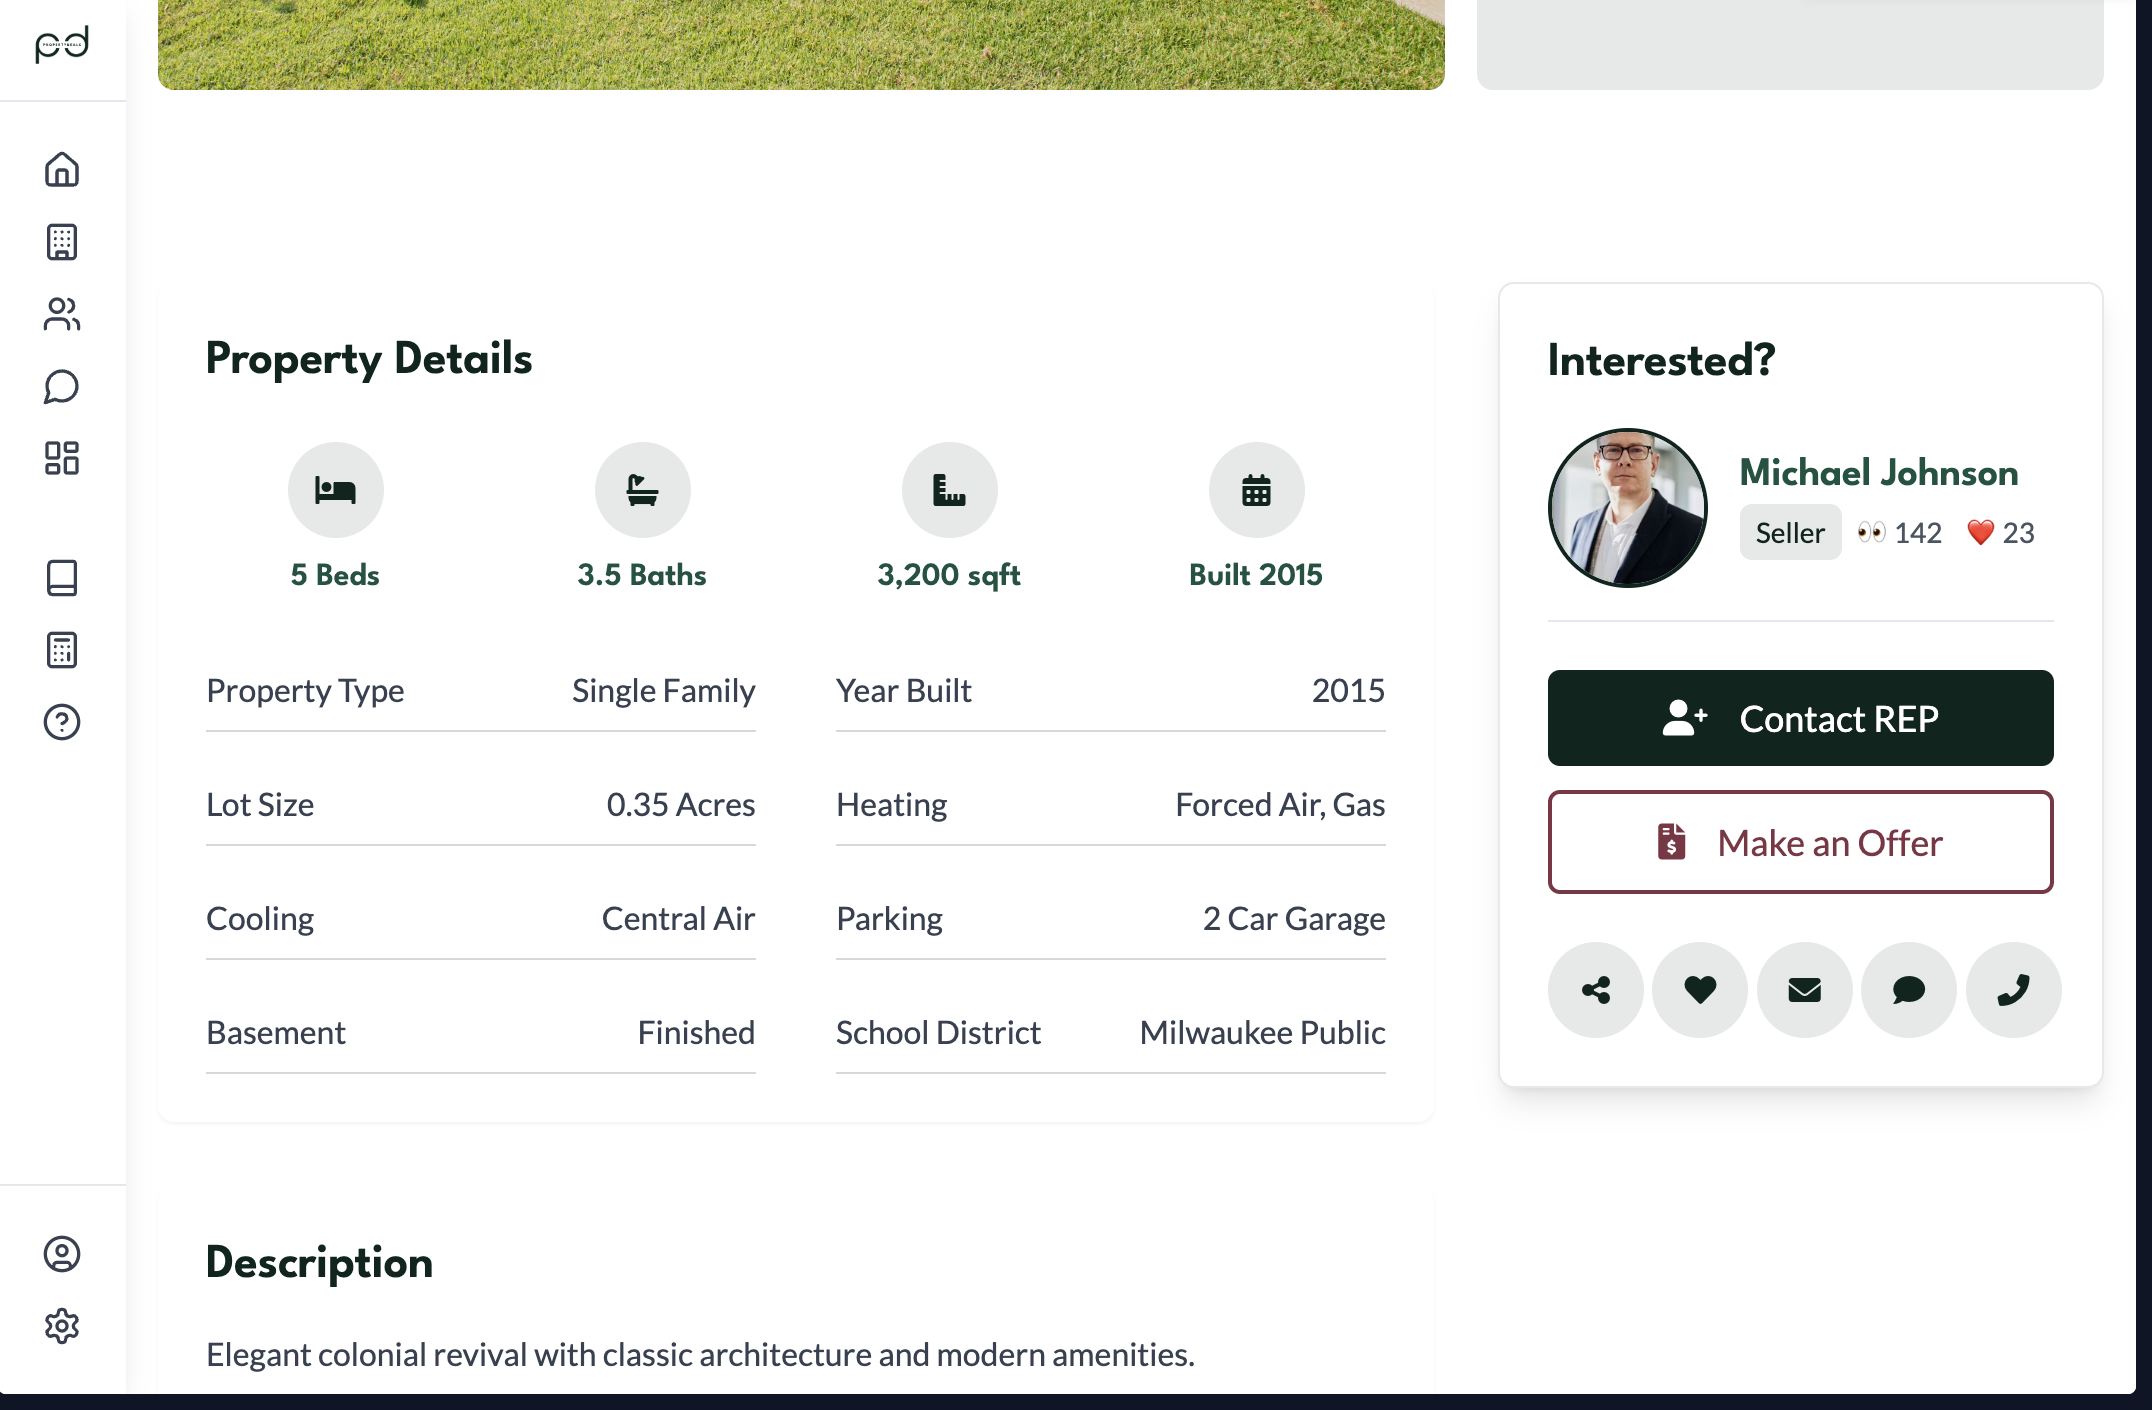 pd
PROPERTYDEALS
Property Details
5 Beds
3.5 Baths
3,200 sqft
Built 2015
Property Type Single Family
Year Built 2015
Lot Size 0.35 Acres
Heating Forced Air, Gas
Cooling Central Air
Parking 2 Car Garage
Basement Finished
School District Milwaukee Public
Description
Elegant colonial revival with classic architecture and modern amenities.
Interested?
Michael Johnson
Seller 👀 142 ❤️ 23
Contact REP
Make an Offer